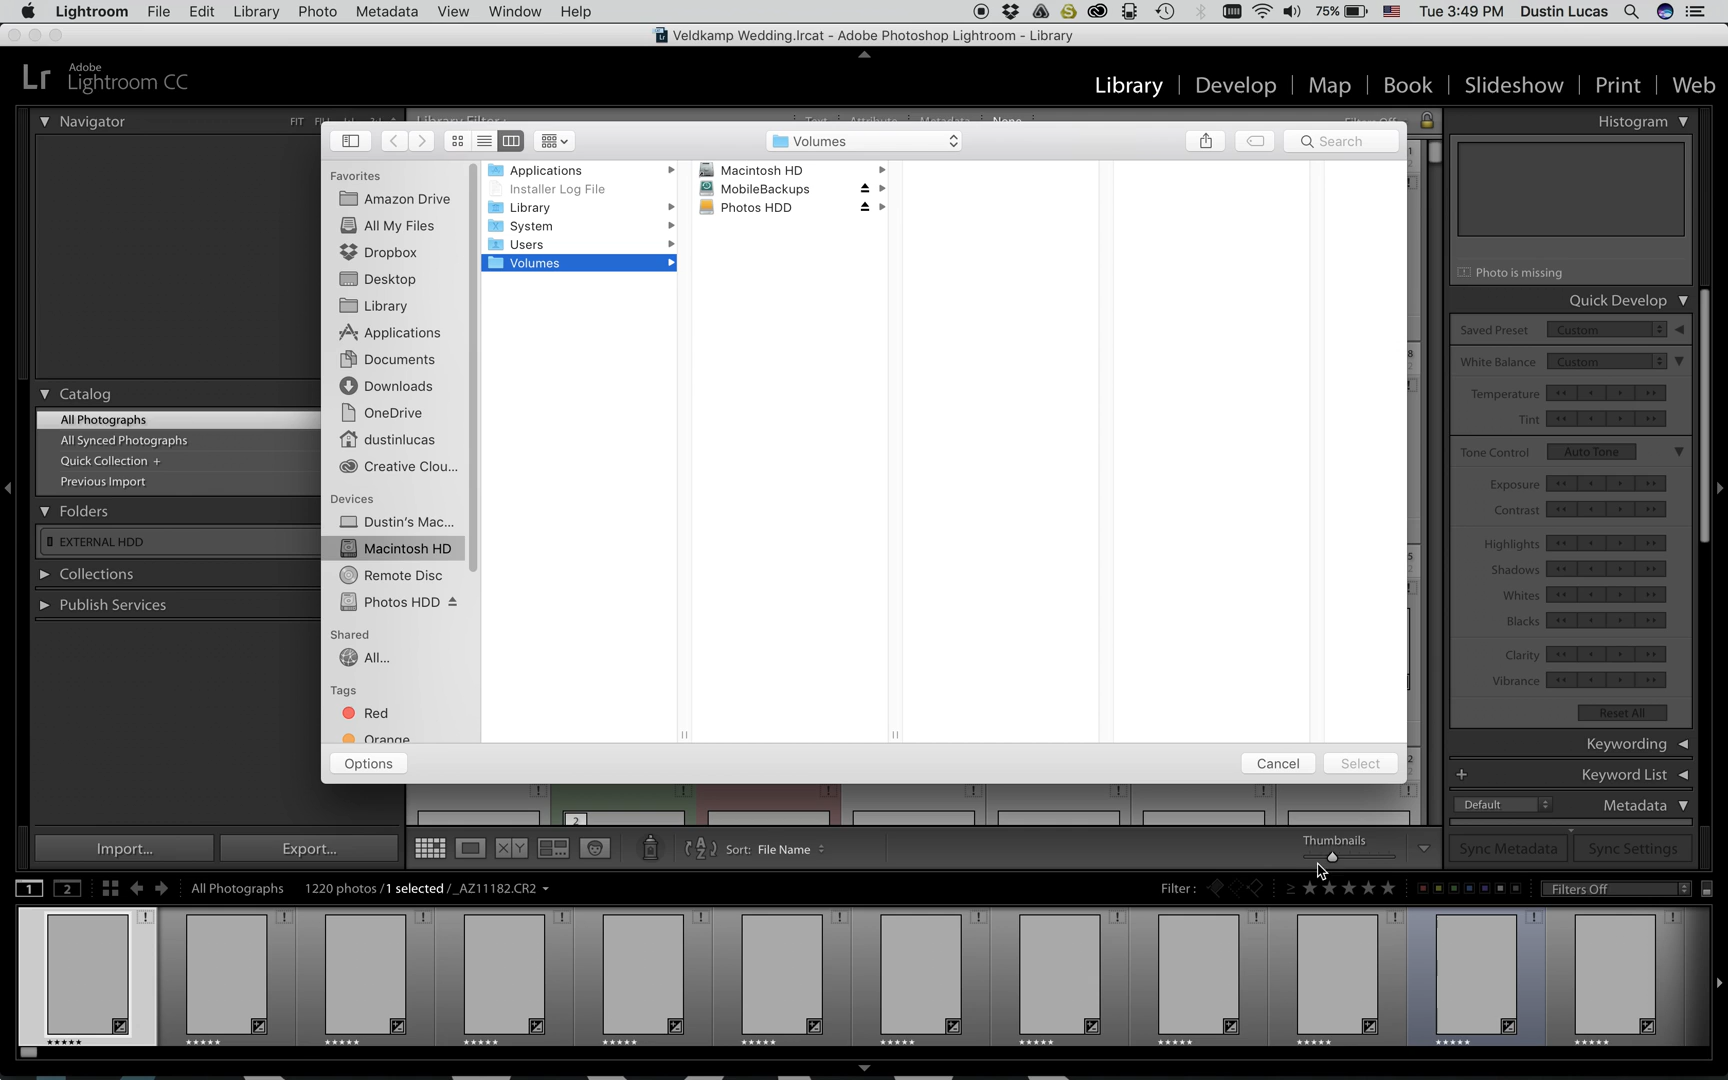 Lightroom File Edit Library Photo Metadata View Window Help 75% Tue 3:49 PM Dustin Lucas
Veldkamp Wedding.lrcat - Adobe Photoshop Lightroom - Library
Lr Adobe Lightroom CC
Library | Develop | Map | Book | Slideshow | Print | Web
Navigator FIT
Histogram
Volumes
Search
Favorites
Amazon Drive
All My Files
Dropbox
Desktop
Library
Applications
Documents
Downloads
OneDrive
dustinlucas
Creative Clou...
Devices
Dustin's Mac...
Macintosh HD
Remote Disc
Photos HDD
Shared
All...
Tags
Red
Orange
Applications
Installer Log File
Library
System
Users
Volumes
Macintosh HD
MobileBackups
Photos HDD
Options
Cancel
Select
Catalog
All Photographs
All Synced Photographs
Quick Collection +
Previous Import
Folders
EXTERNAL HDD
Collections
Publish Services
Import...
Export...
Photo is missing
Quick Develop
Saved Preset Custom
White Balance Custom
Temperature
Tint
Tone Control Auto Tone
Exposure
Contrast
Highlights
Shadows
Whites
Blacks
Clarity
Vibrance
Reset All
Keywording
+ Keyword List
Default Metadata
Sync Metadata Sync Settings
2
X Y
Sort: File Name
Thumbnails
1 2 All Photographs 1220 photos / 1 selected / _AZ11182.CR2
Filter :
Filters Off